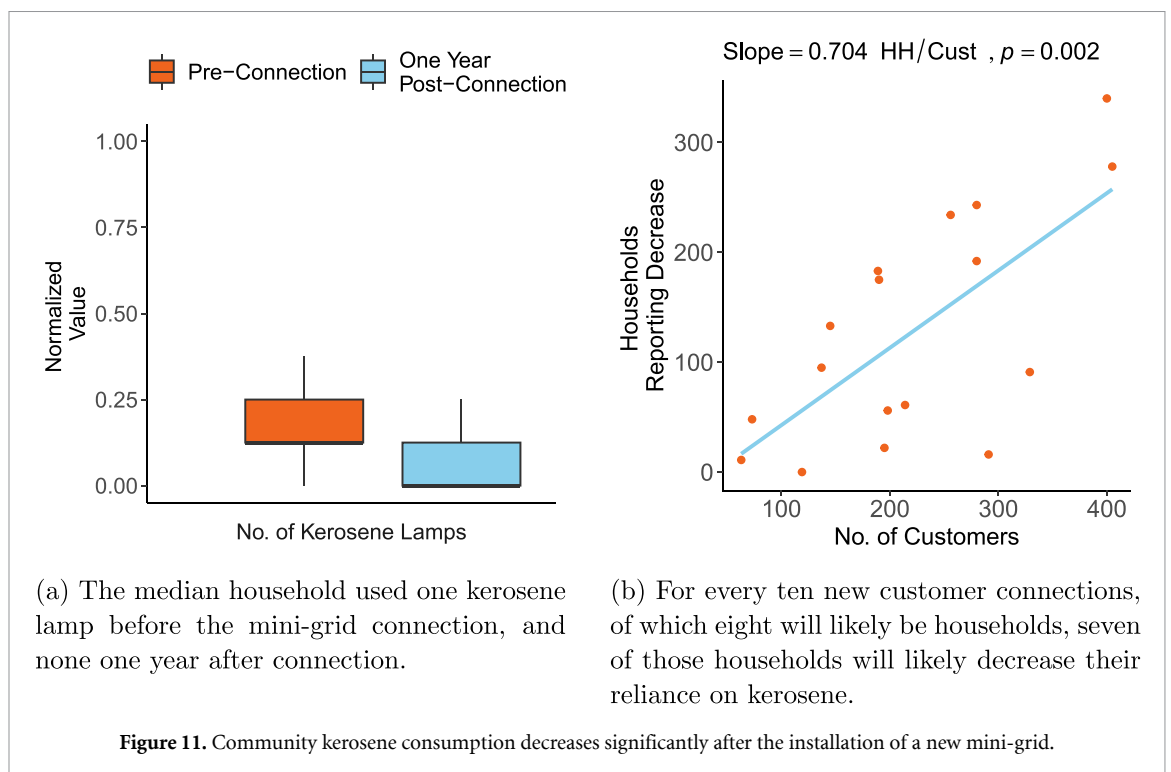 Pre−Connection
One Year
Post−Connection
1.00
0.75
0.50
0.25
0.00
Normalized
Value
No. of Kerosene Lamps
Slope = 0.704 HH/Cust , p = 0.002
300
200
100
0
Households
Reporting Decrease
100 200 300 400
No. of Customers
(a) The median household used one kerosene
lamp before the mini-grid connection, and
none one year after connection.
(b) For every ten new customer connections,
of which eight will likely be households, seven
of those households will likely decrease their
reliance on kerosene.
Figure 11. Community kerosene consumption decreases significantly after the installation of a new mini-grid.